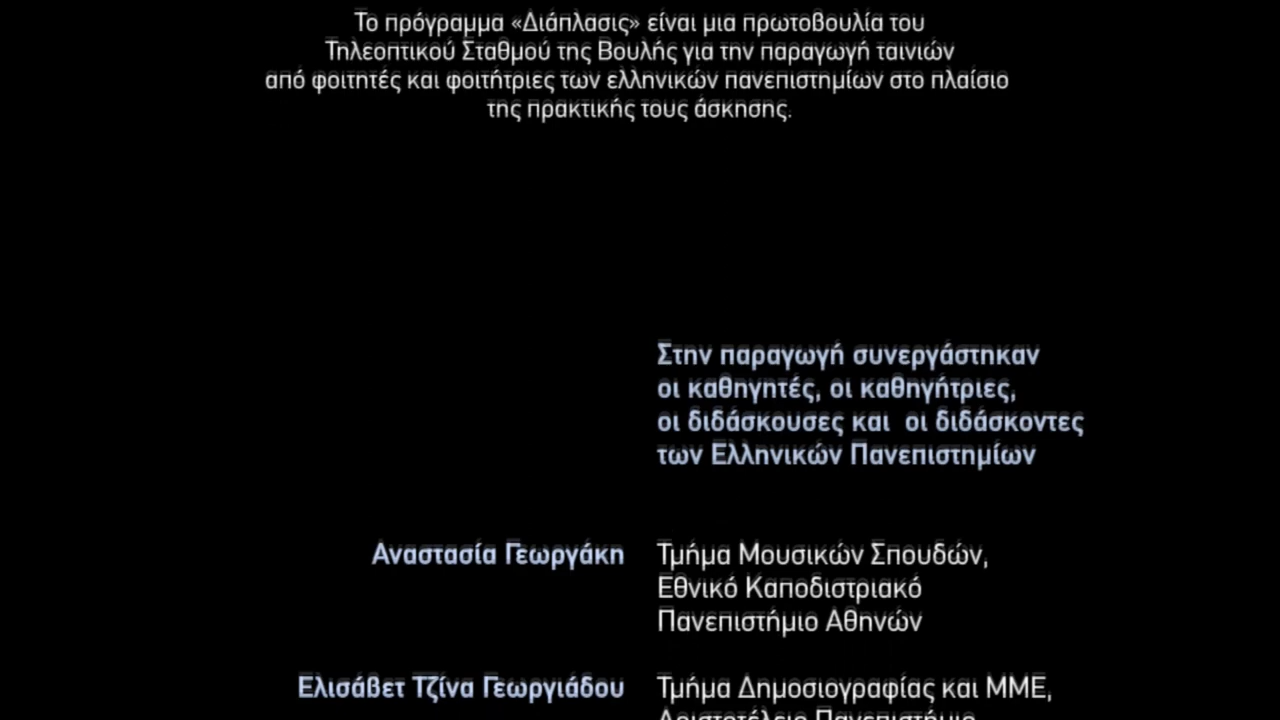 Το πρόγραμμα «Διάπλασις» είναι μια πρωτοβουλία του
Τηλεοπτικού Σταθμού της Βουλής για την παραγωγή ταινιών
από φοιτητές και φοιτήτριες των ελληνικών πανεπιστημίων στο πλαίσιο
της πρακτικής τους άσκησης.
Στην παραγωγή συνεργάστηκαν
οι καθηγητές, οι καθηγήτριες,
οι διδάσκουσες και οι διδάσκοντες
των Ελληνικών Πανεπιστημίων
Αναστασία Γεωργάκη Τμήμα Μουσικών Σπουδών,
Εθνικό Καποδιστριακό
Πανεπιστήμιο Αθηνών
Ελισάβετ Τζίνα Γεωργιάδου Τμήμα Δημοσιογραφίας και ΜΜΕ,
Αριστοτέλειο Πανεπιστήμιο